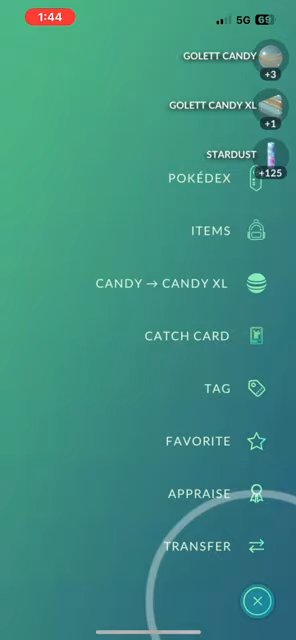 1:44
5G 69
GOLETT CANDY
+3
GOLETT CANDY XL
+1
STARDUST
+125
POKÉDEX
ITEMS
CANDY → CANDY XL
CATCH CARD
TAG
FAVORITE
APPRAISE
TRANSFER